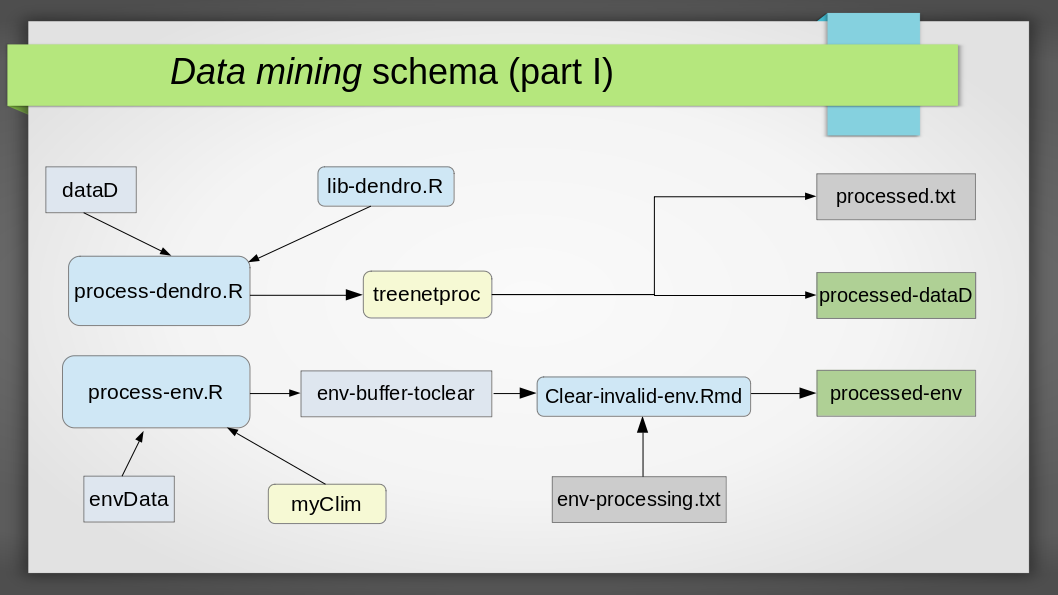 Data mining schema (part I)
dataD
lib-dendro.R
processed.txt
process-dendro.R
treenetproc
processed-dataD
process-env.R
env-buffer-toclear
Clear-invalid-env.Rmd
processed-env
envData
myClim
env-processing.txt